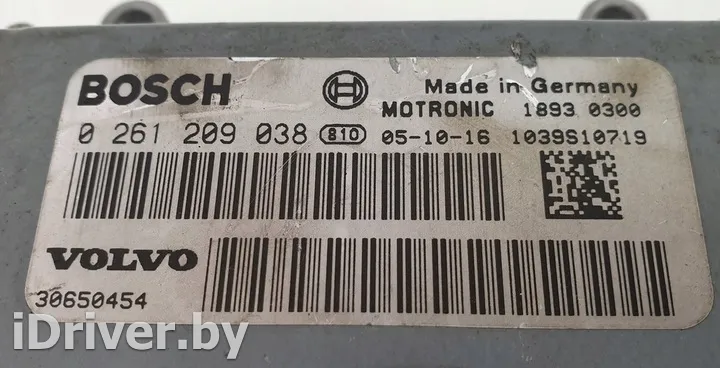 BOSCH
Made in Germany
MOTRONIC 1893 0300
0 261 209 038 810 05-10-16 1039S10719
VOLVO
30650454
iDriver.by